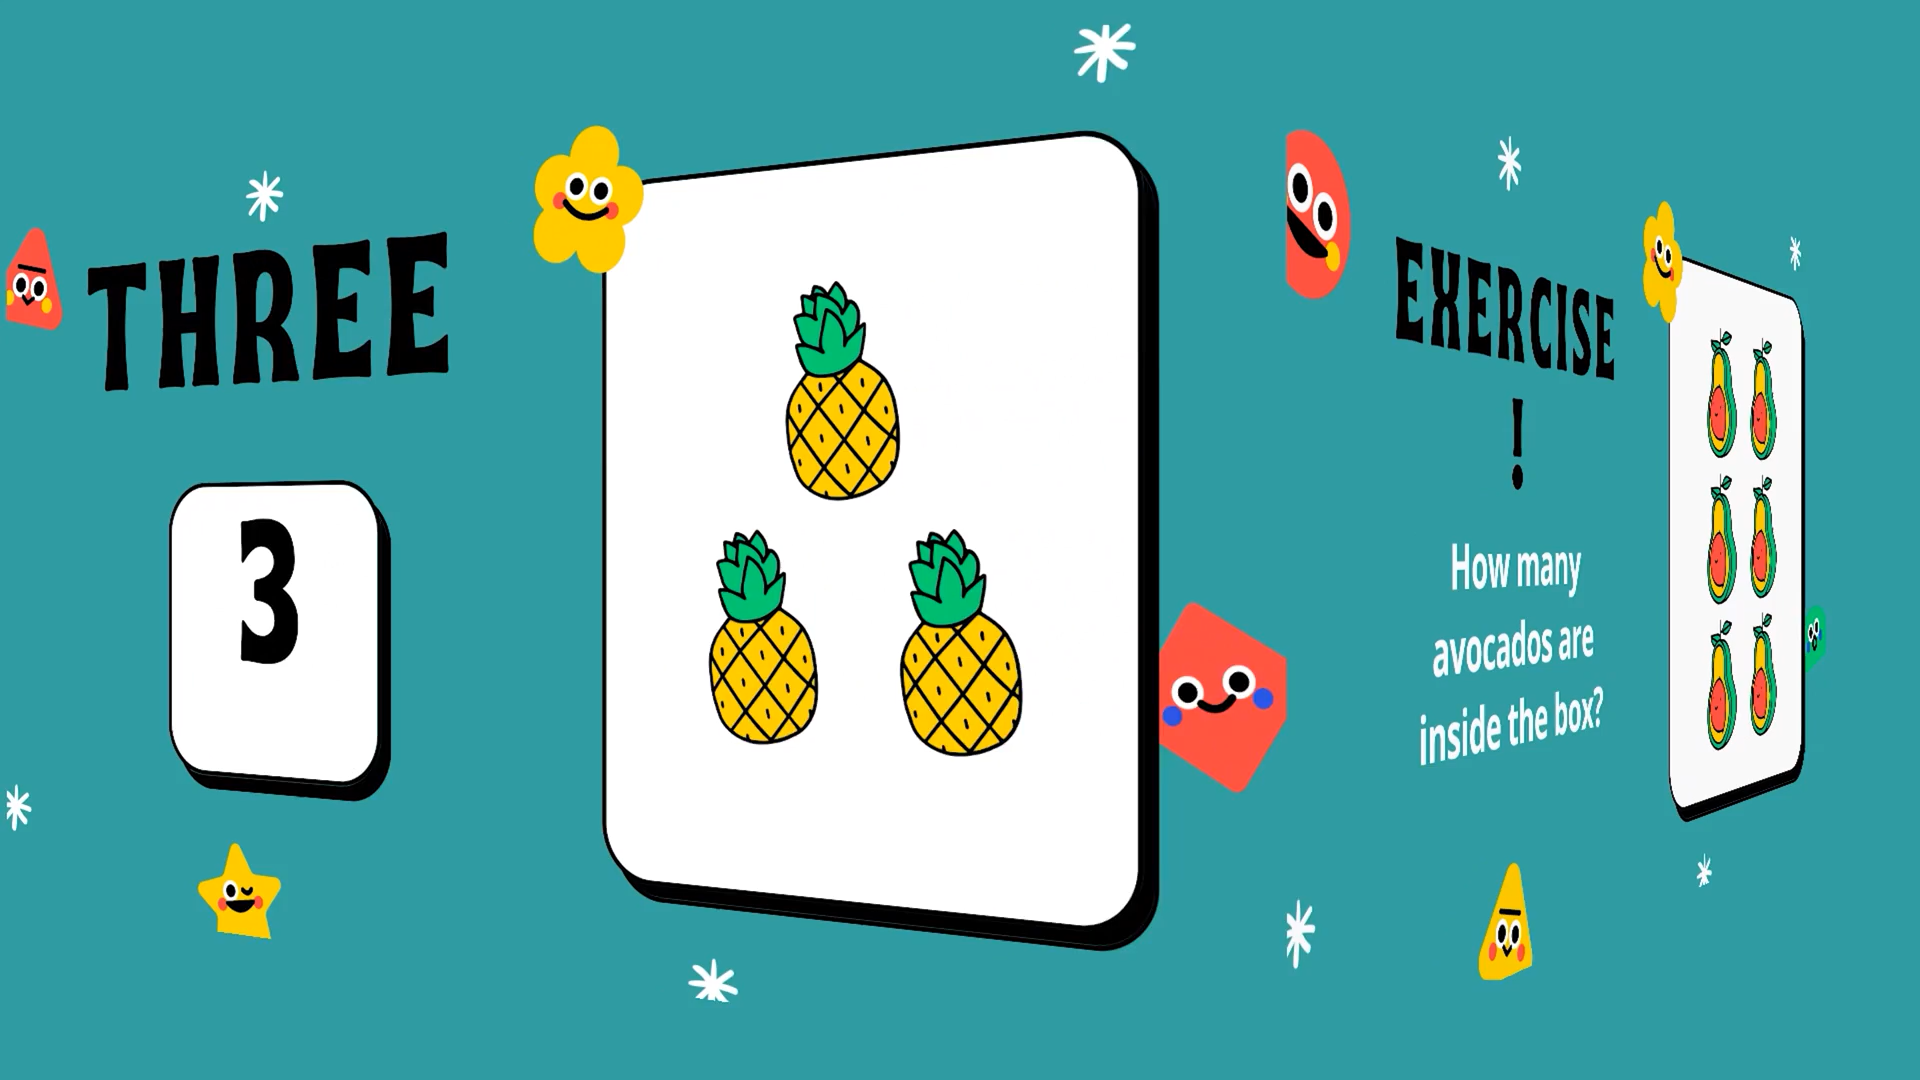 THREE
3
EXERCISE
!
How many
avocados are
inside the box?